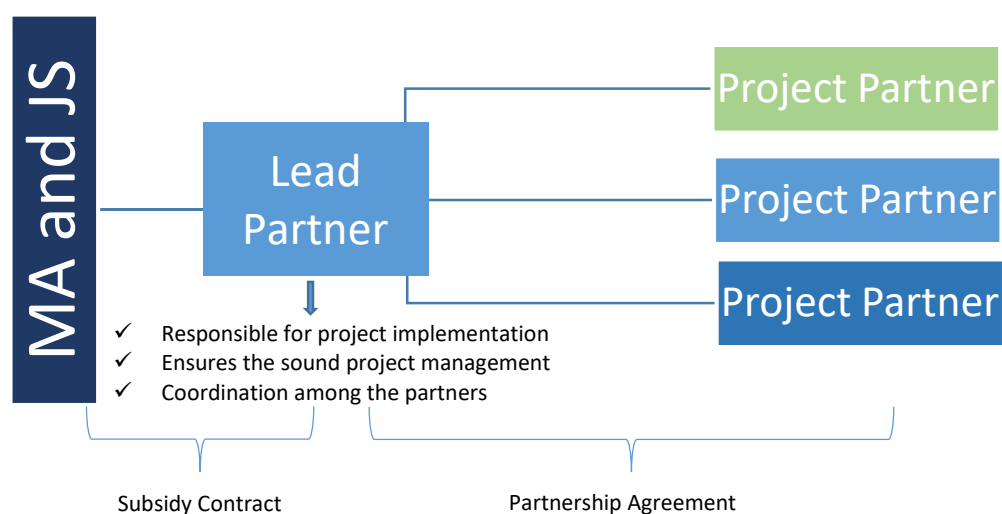 MA and JS
Lead
Partner
Project Partner
Project Partner
Project Partner
✓ Responsible for project implementation
✓ Ensures the sound project management
✓ Coordination among the partners
Subsidy Contract
Partnership Agreement